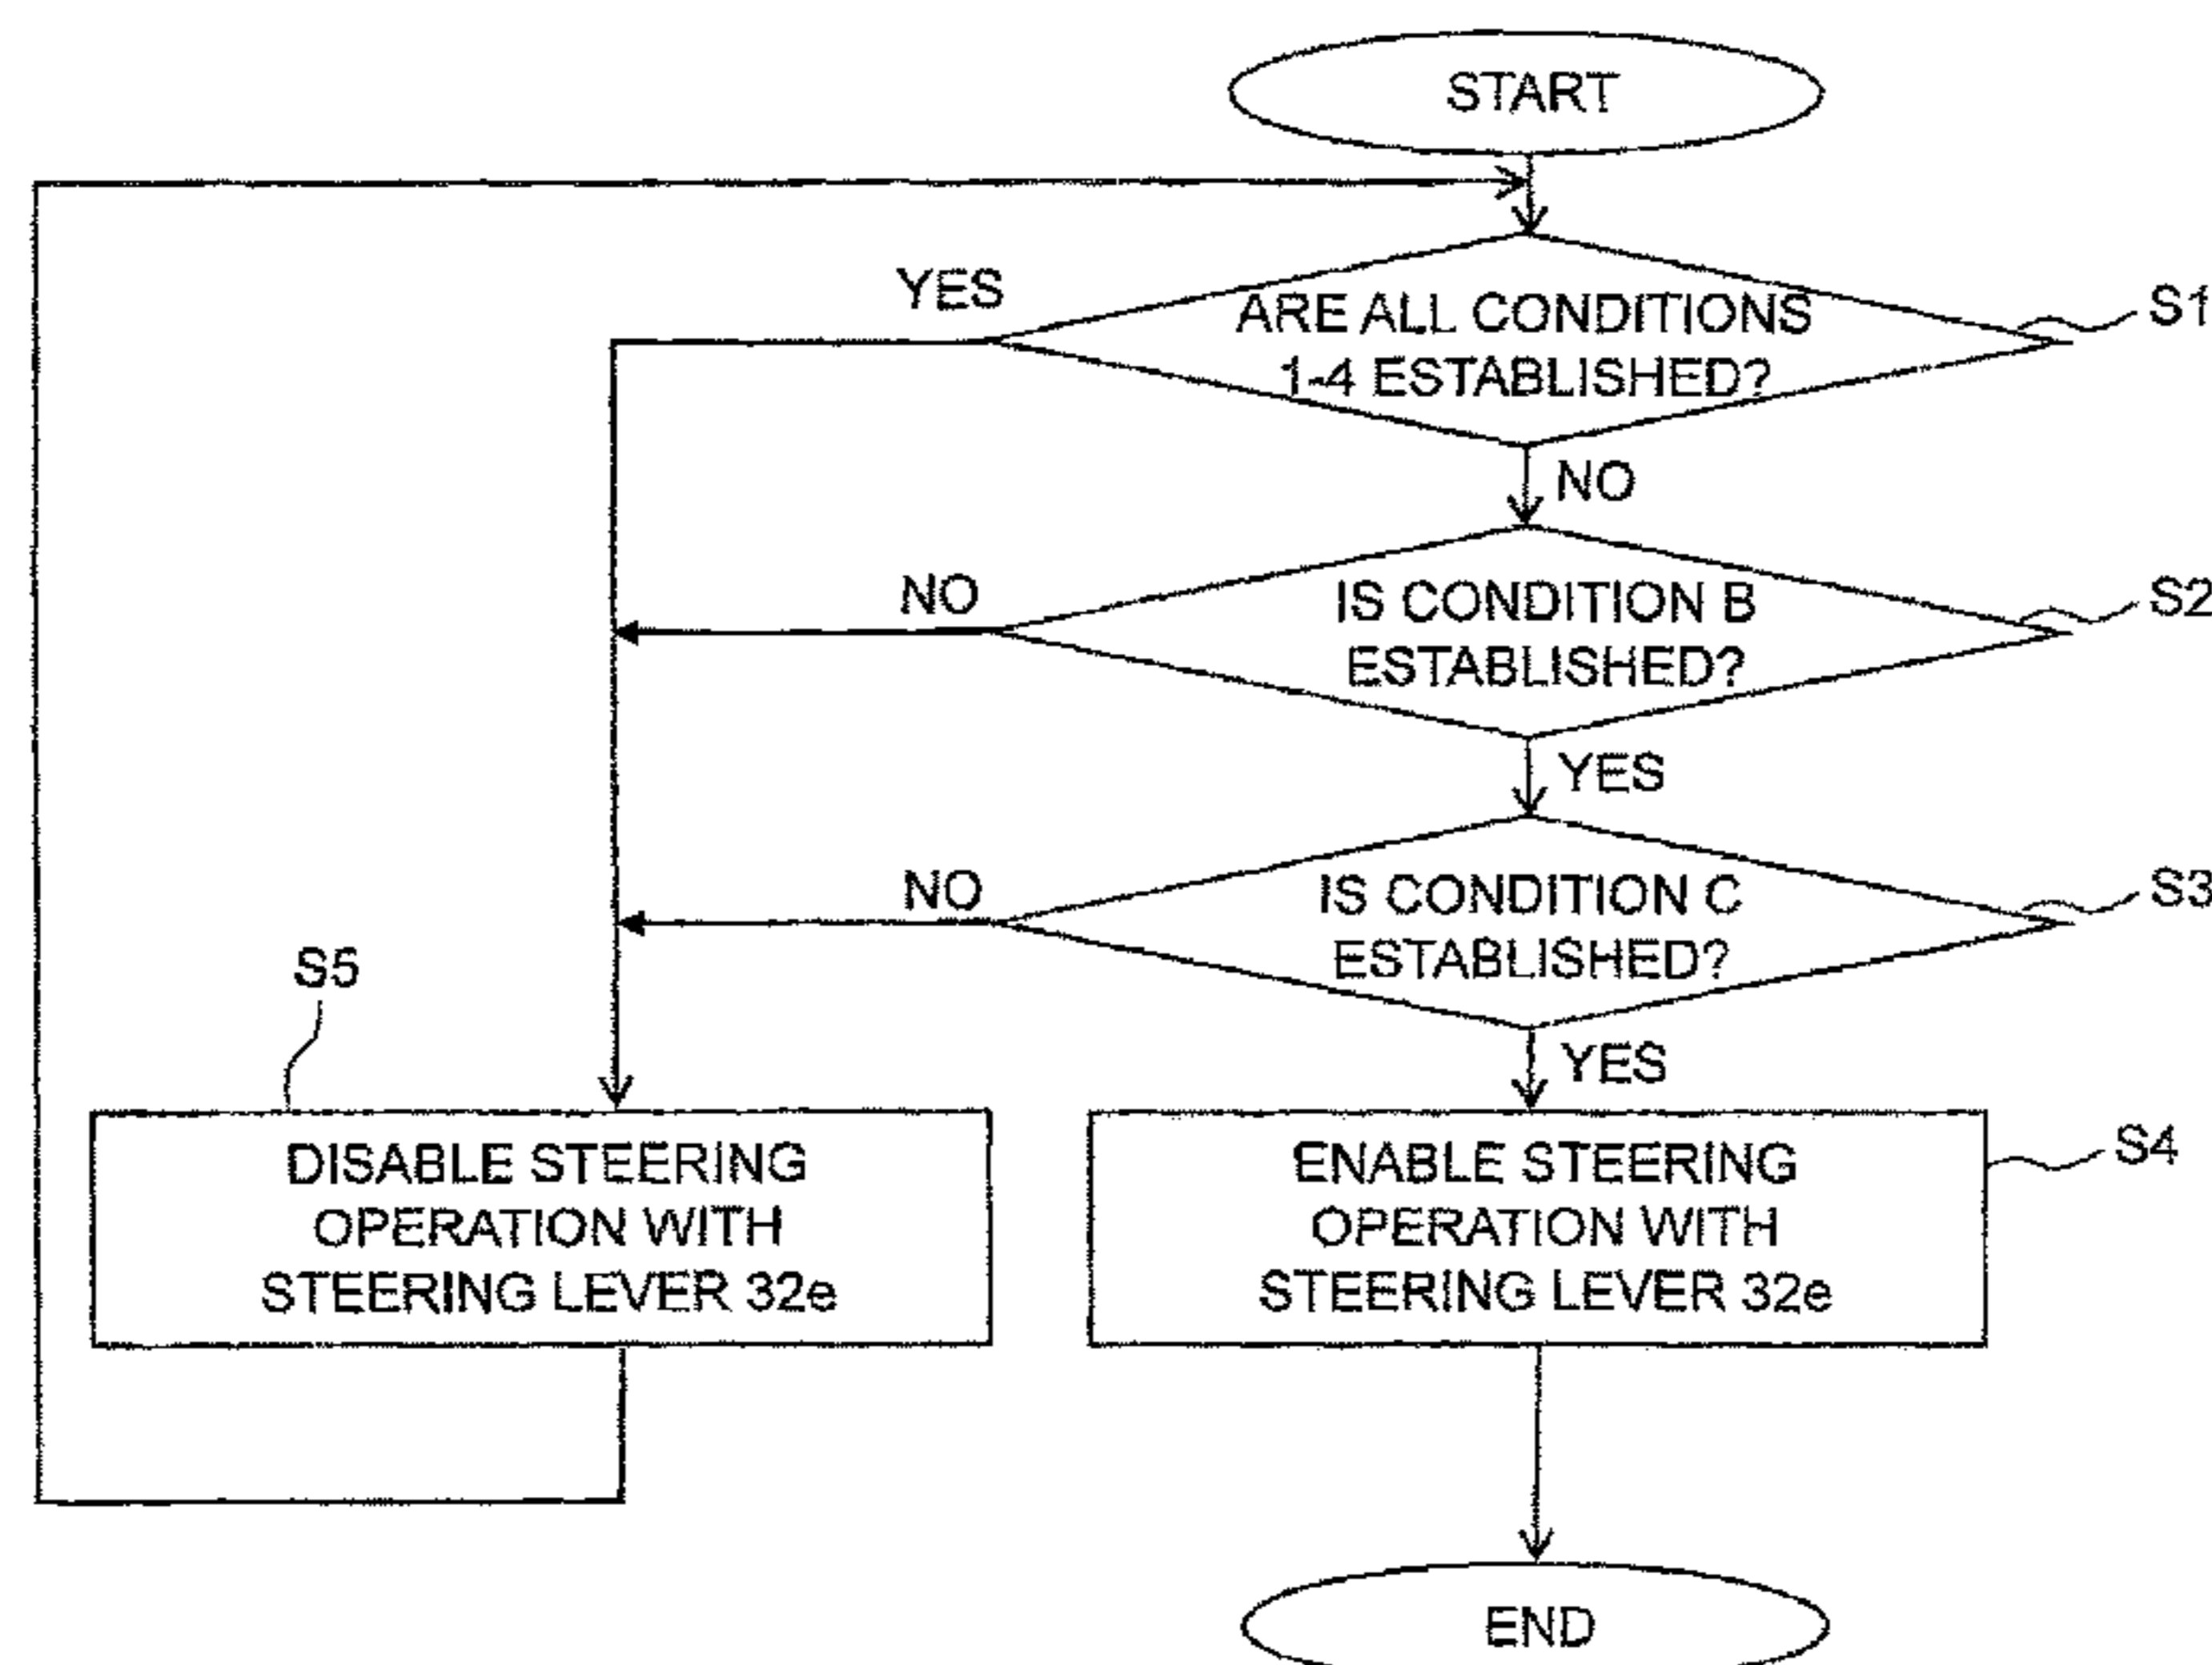 START
YES
ARE ALL CONDITIONS
1-4 ESTABLISHED?
S1
NO
NO
IS CONDITION B
ESTABLISHED?
S2
YES
NO
IS CONDITION C
ESTABLISHED?
S3
YES
S5
DISABLE STEERING
OPERATION WITH
STEERING LEVER 32e
ENABLE STEERING
OPERATION WITH
STEERING LEVER 32e
S4
END